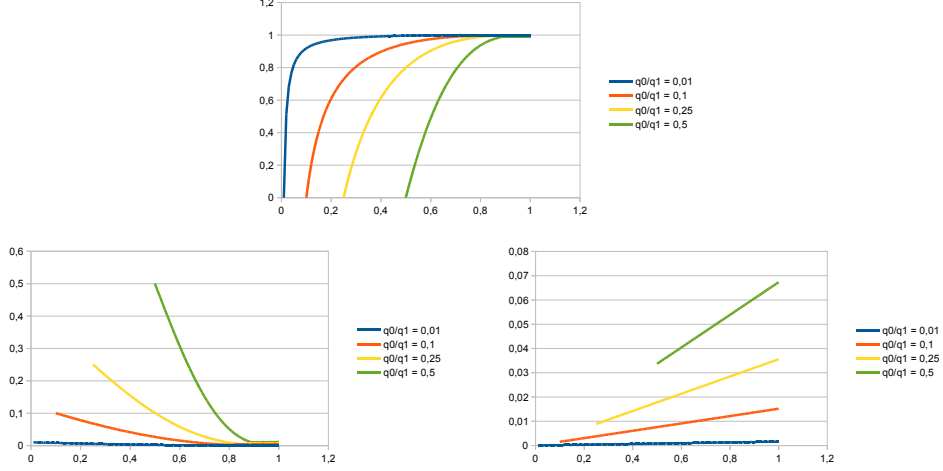 1,2
1
0,8
0,6
0,4
0,2
0
0 0,2 0,4 0,6 0,8 1 1,2
q0/q1 = 0,01
q0/q1 = 0,1
q0/q1 = 0,25
q0/q1 = 0,5
0,6
0,5
0,4
0,3
0,2
0,1
0
0 0,2 0,4 0,6 0,8 1 1,2
q0/q1 = 0,01
q0/q1 = 0,1
q0/q1 = 0,25
q0/q1 = 0,5
0,08
0,07
0,06
0,05
0,04
0,03
0,02
0,01
0
0 0,2 0,4 0,6 0,8 1 1,2
q0/q1 = 0,01
q0/q1 = 0,1
q0/q1 = 0,25
q0/q1 = 0,5